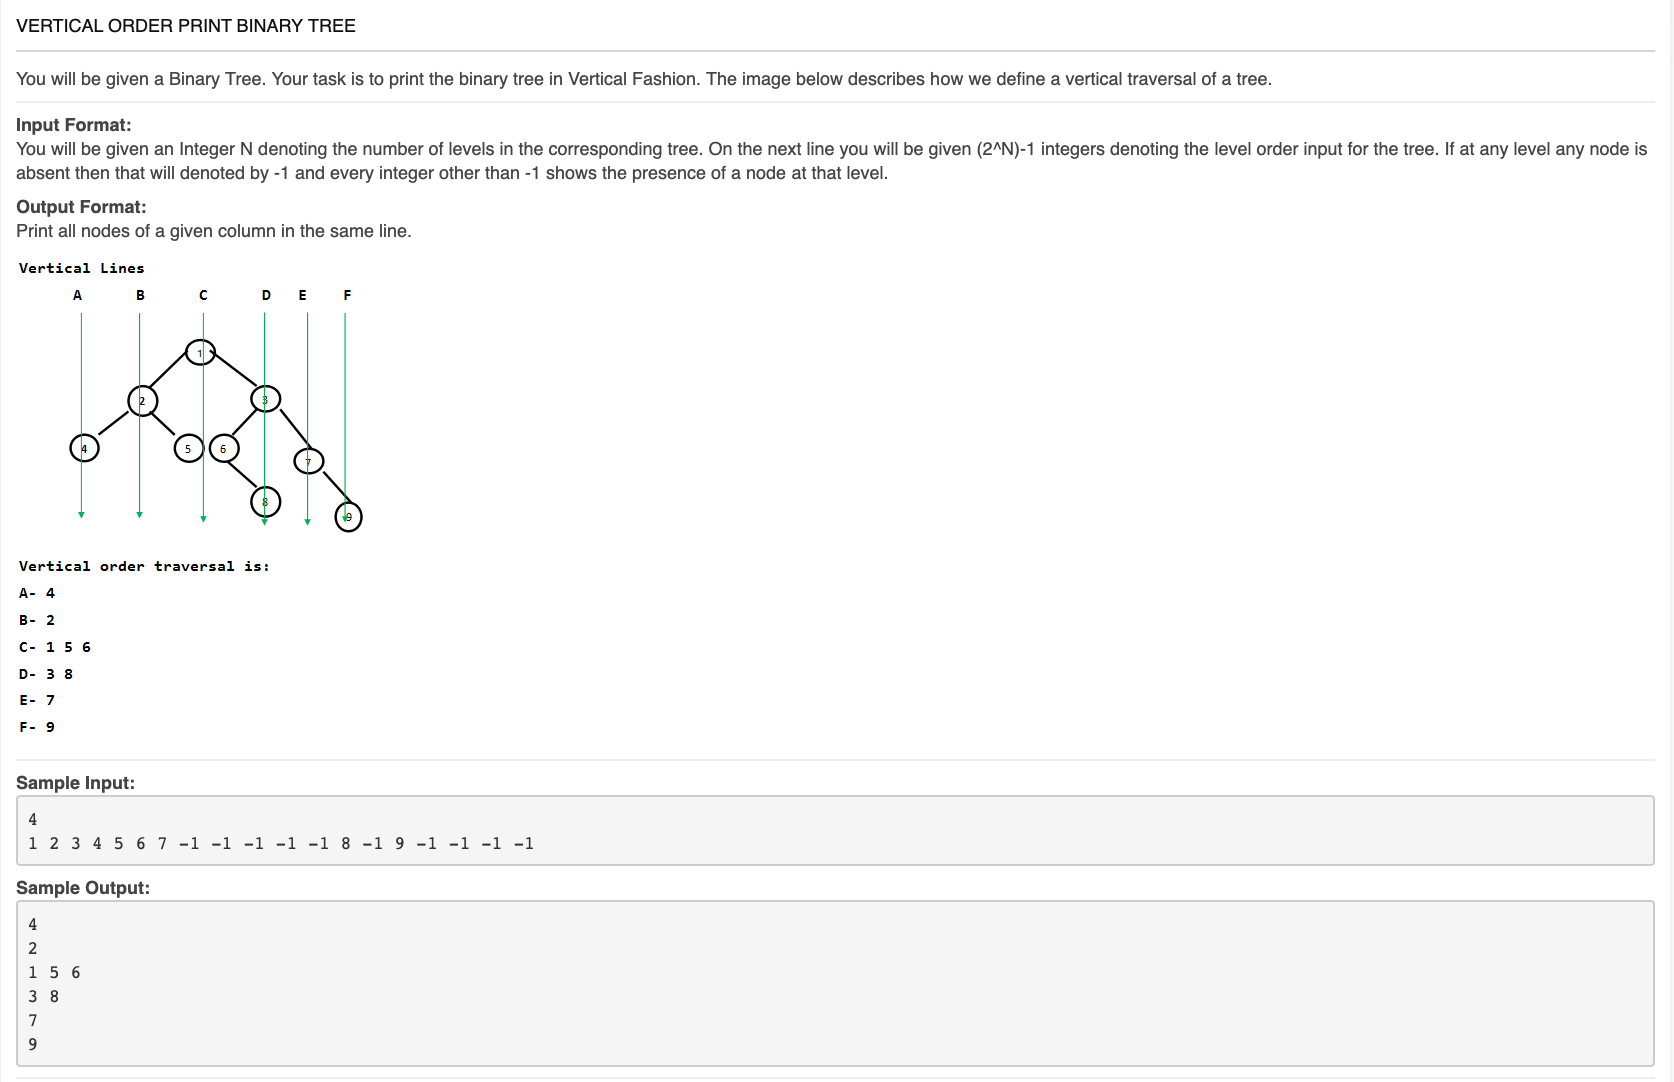 VERTICAL ORDER PRINT BINARY TREE
You will be given a Binary Tree. Your task is to print the binary tree in Vertical Fashion. The image below describes how we define a vertical traversal of a tree.
Input Format:
You will be given an Integer N denoting the number of levels in the corresponding tree. On the next line you will be given (2^N)-1 integers denoting the level order input for the tree. If at any level any node is
absent then that will denoted by -1 and every integer other than -1 shows the presence of a node at that level.
Output Format:
Print all nodes of a given column in the same line.
Vertical Lines
A B C D E F
1
2 3
4 5 6 7
8 9
Vertical order traversal is:
A- 4
B- 2
C- 1 5 6
D- 3 8
E- 7
F- 9
Sample Input:
4
1 2 3 4 5 6 7 -1 -1 -1 -1 -1 8 -1 9 -1 -1 -1 -1
Sample Output:
4
2
1 5 6
3 8
7
9